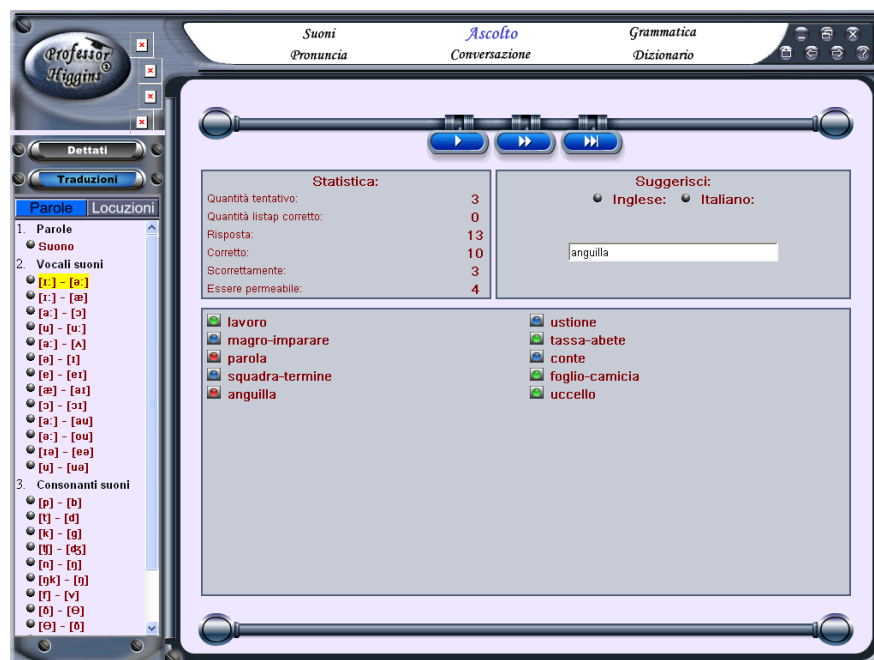 Professor
Higgins®
Suoni Ascolto Grammatica
Pronuncia Conversazione Dizionario
Dettati
Traduzioni
Parole Locuzioni
1. Parole
Suono
2. Vocali suoni
[ɪː] - [əː]
[ɪː] - [æ]
[aː] - [ɔ]
[u] - [uː]
[aː] - [ʌ]
[ə] - [ɪ]
[e] - [eɪ]
[æ] - [aɪ]
[ɔ] - [ɔɪ]
[aː] - [au]
[əː] - [ou]
[ɪə] - [eə]
[u] - [uə]
3. Consonanti suoni
[p] - [b]
[t] - [d]
[k] - [g]
[ʧ] - [ʤ]
[n] - [ŋ]
[ŋk] - [ŋ]
[f] - [v]
[ð] - [θ]
[θ] - [ð]
Statistica:
Quantità tentativo: 3
Quantità listap corretto: 0
Risposta: 13
Corretto: 10
Scorrettamente: 3
Essere permeabile: 4
Suggerisci:
Inglese: Italiano:
anguilla
lavoro
magro-imparare
parola
squadra-termine
anguilla
ustione
tassa-abete
conte
foglio-camicia
uccello